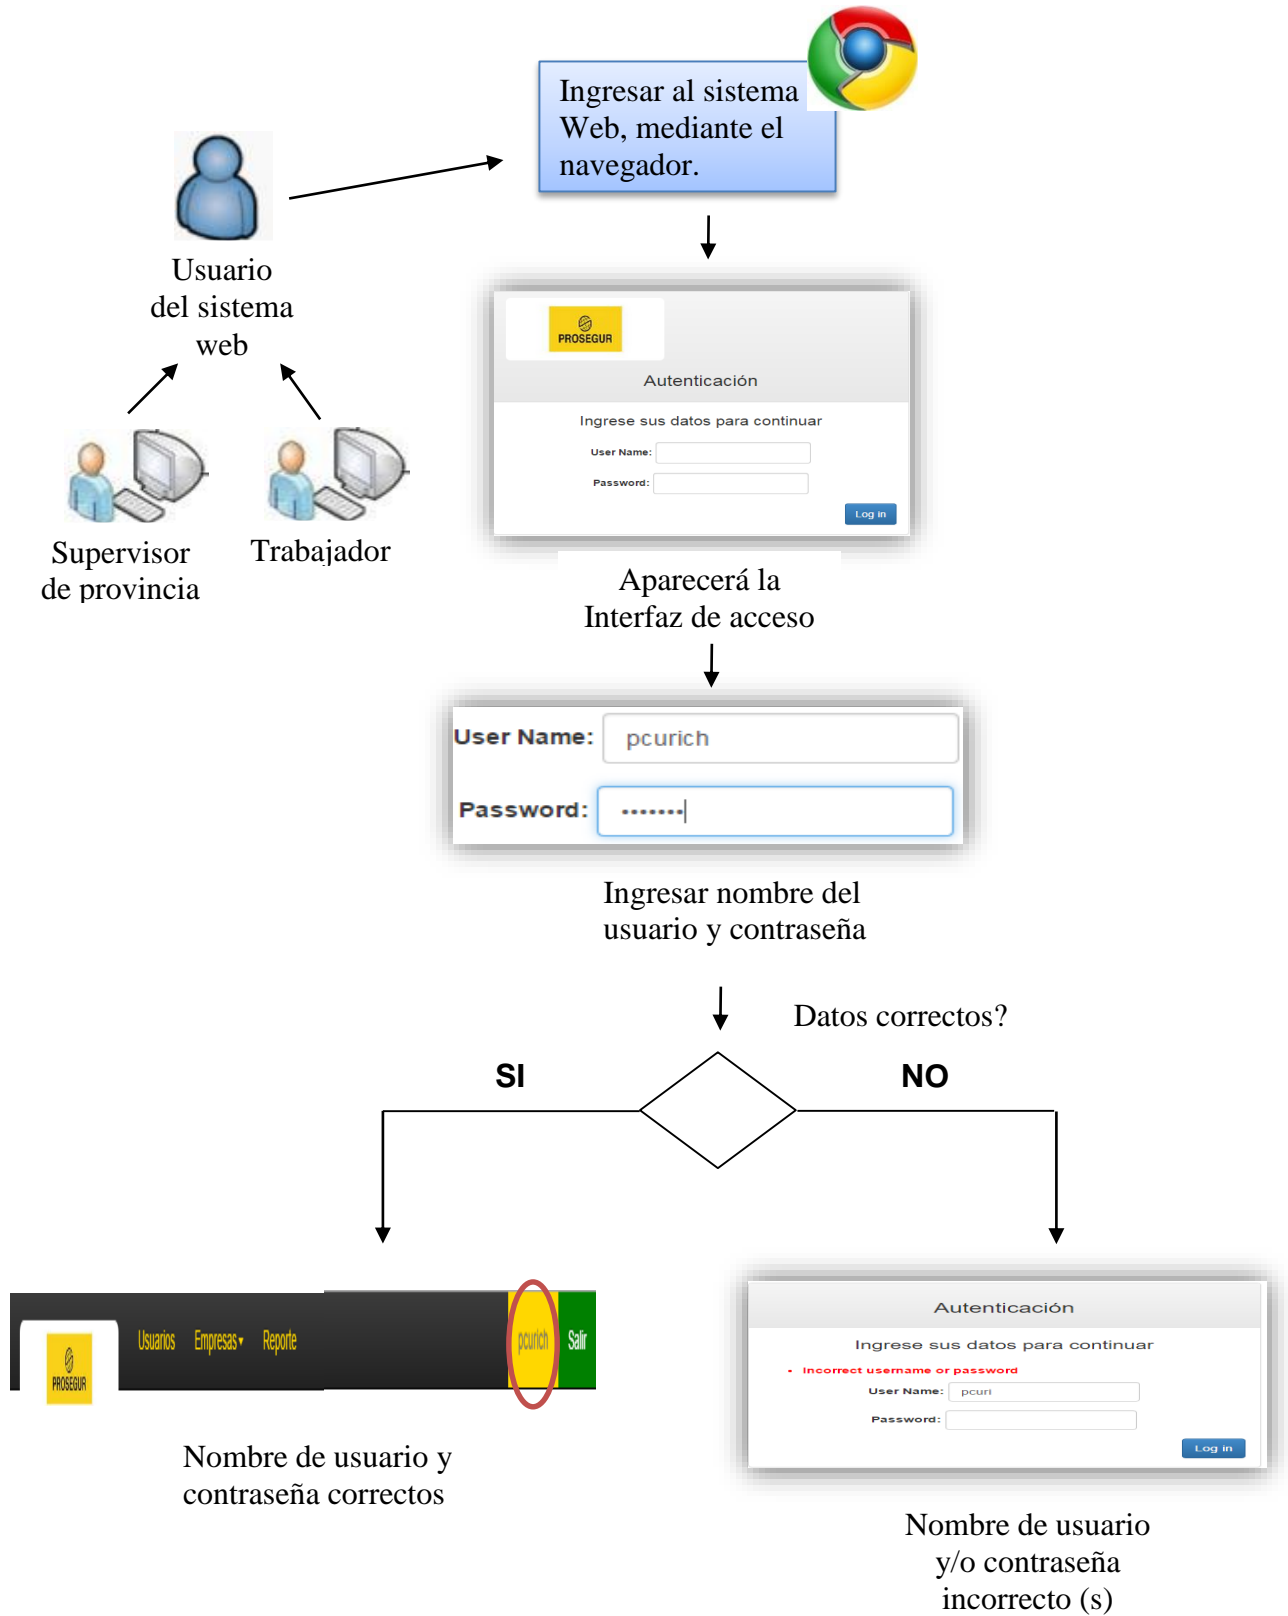 Ingresar al sistema
Web, mediante el
navegador.
Usuario
del sistema
web
Supervisor
de provincia
Trabajador
PROSEGUR
Autenticación
Ingrese sus datos para continuar
User Name:
Password:
Log in
Aparecerá la
Interfaz de acceso
User Name: pcurich
Password: •••••••
Ingresar nombre del
usuario y contraseña
Datos correctos?
SI
NO
PROSEGUR
Usuarios Empresas Reporte pcurich Salir
Nombre de usuario y
contraseña correctos
Autenticación
Ingrese sus datos para continuar
• Incorrect username or password
User Name: pcuri
Password:
Log in
Nombre de usuario
y/o contraseña
incorrecto (s)